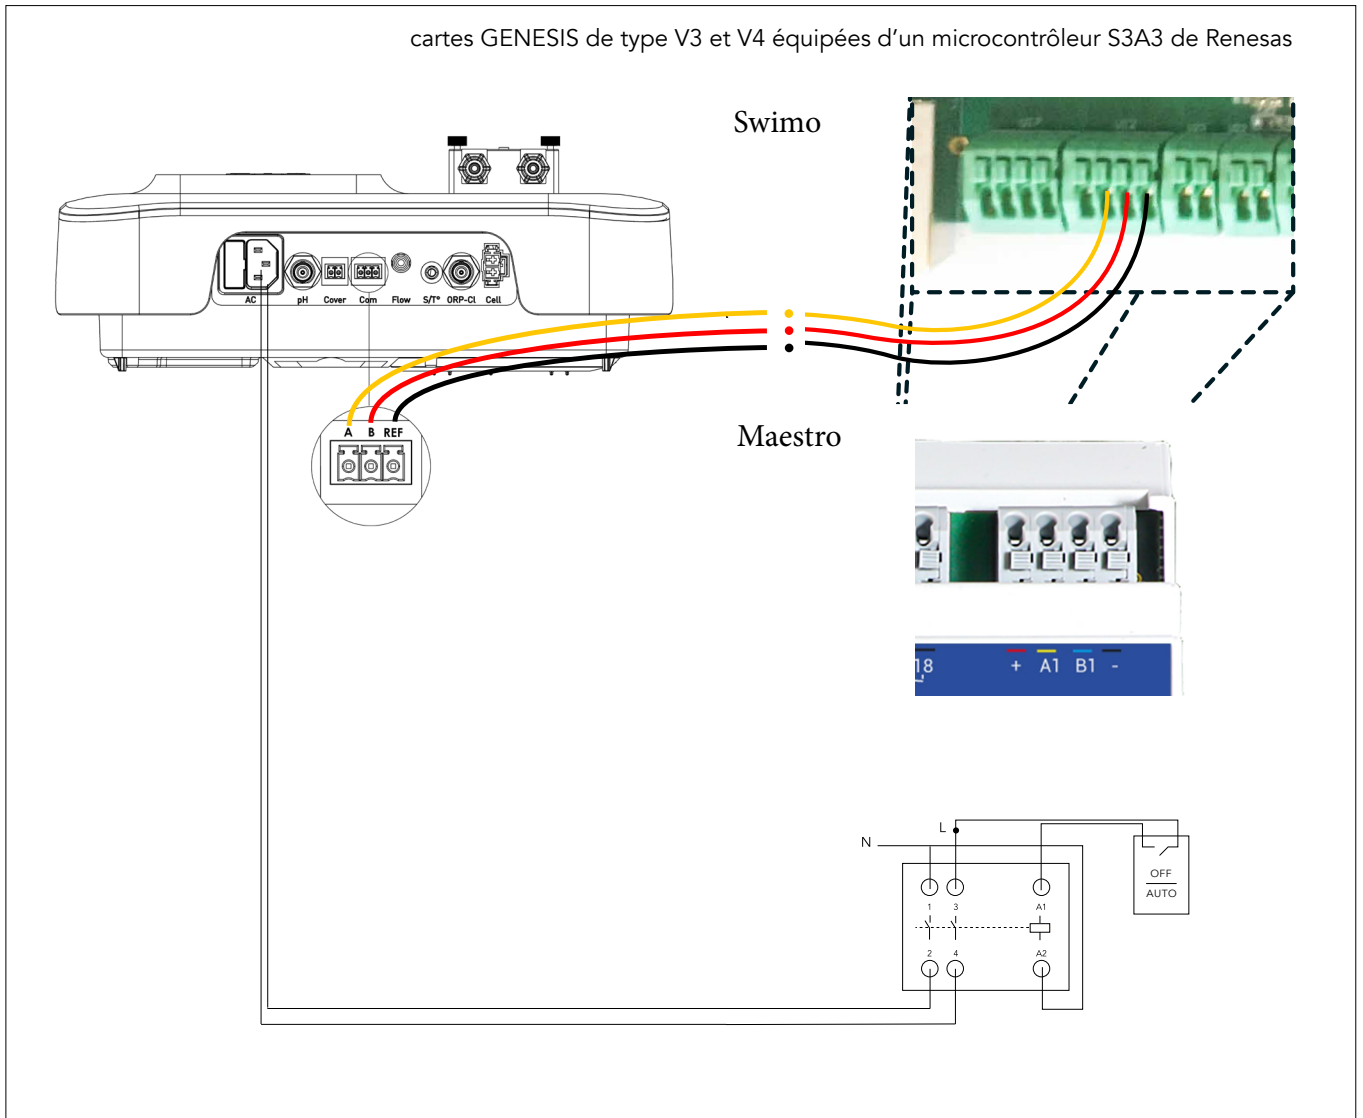 cartes GENESIS de type V3 et V4 équipées d’un microcontrôleur S3A3 de Renesas
Swimo
AC pH Cover Com Flow S/T° ORP-Cl Cell
A B REF
Maestro
18 + A1 B1 -
L
N
OFF
AUTO
1 3 A1
2 4 A2